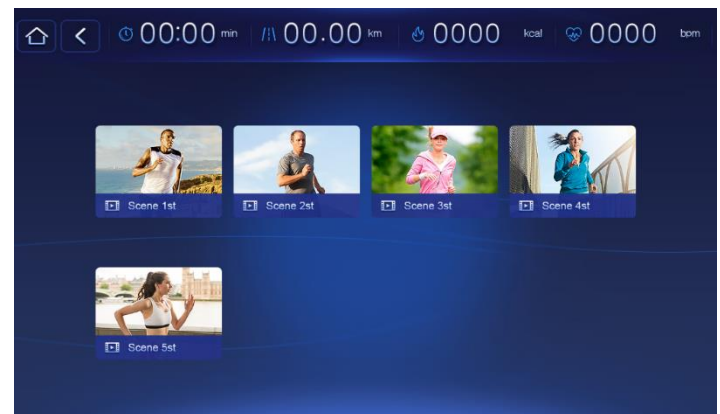 00:00 min 00.00 km 0000 kcal 0000 bpm
Scene 1st Scene 2st Scene 3st Scene 4st
Scene 5st